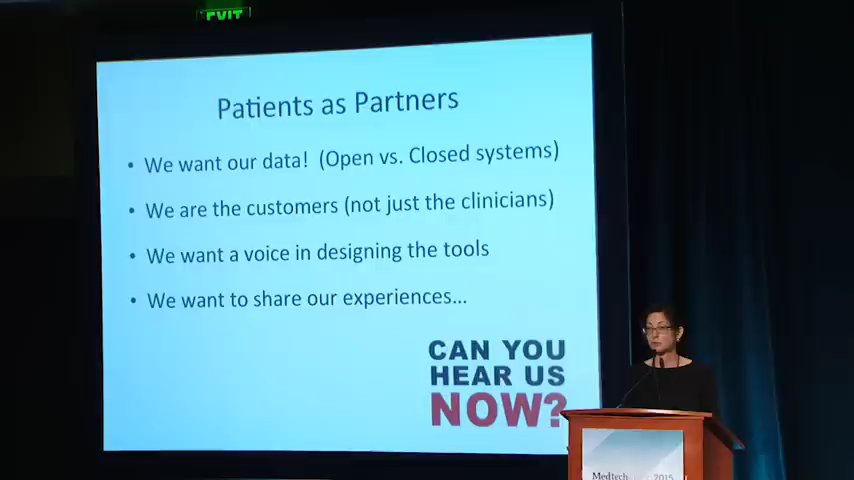 EXIT
Patients as Partners
• We want our data! (Open vs. Closed systems)
• We are the customers (not just the clinicians)
• We want a voice in designing the tools
• We want to share our experiences...
CAN YOU
HEAR US
NOW?
Medtech 2015